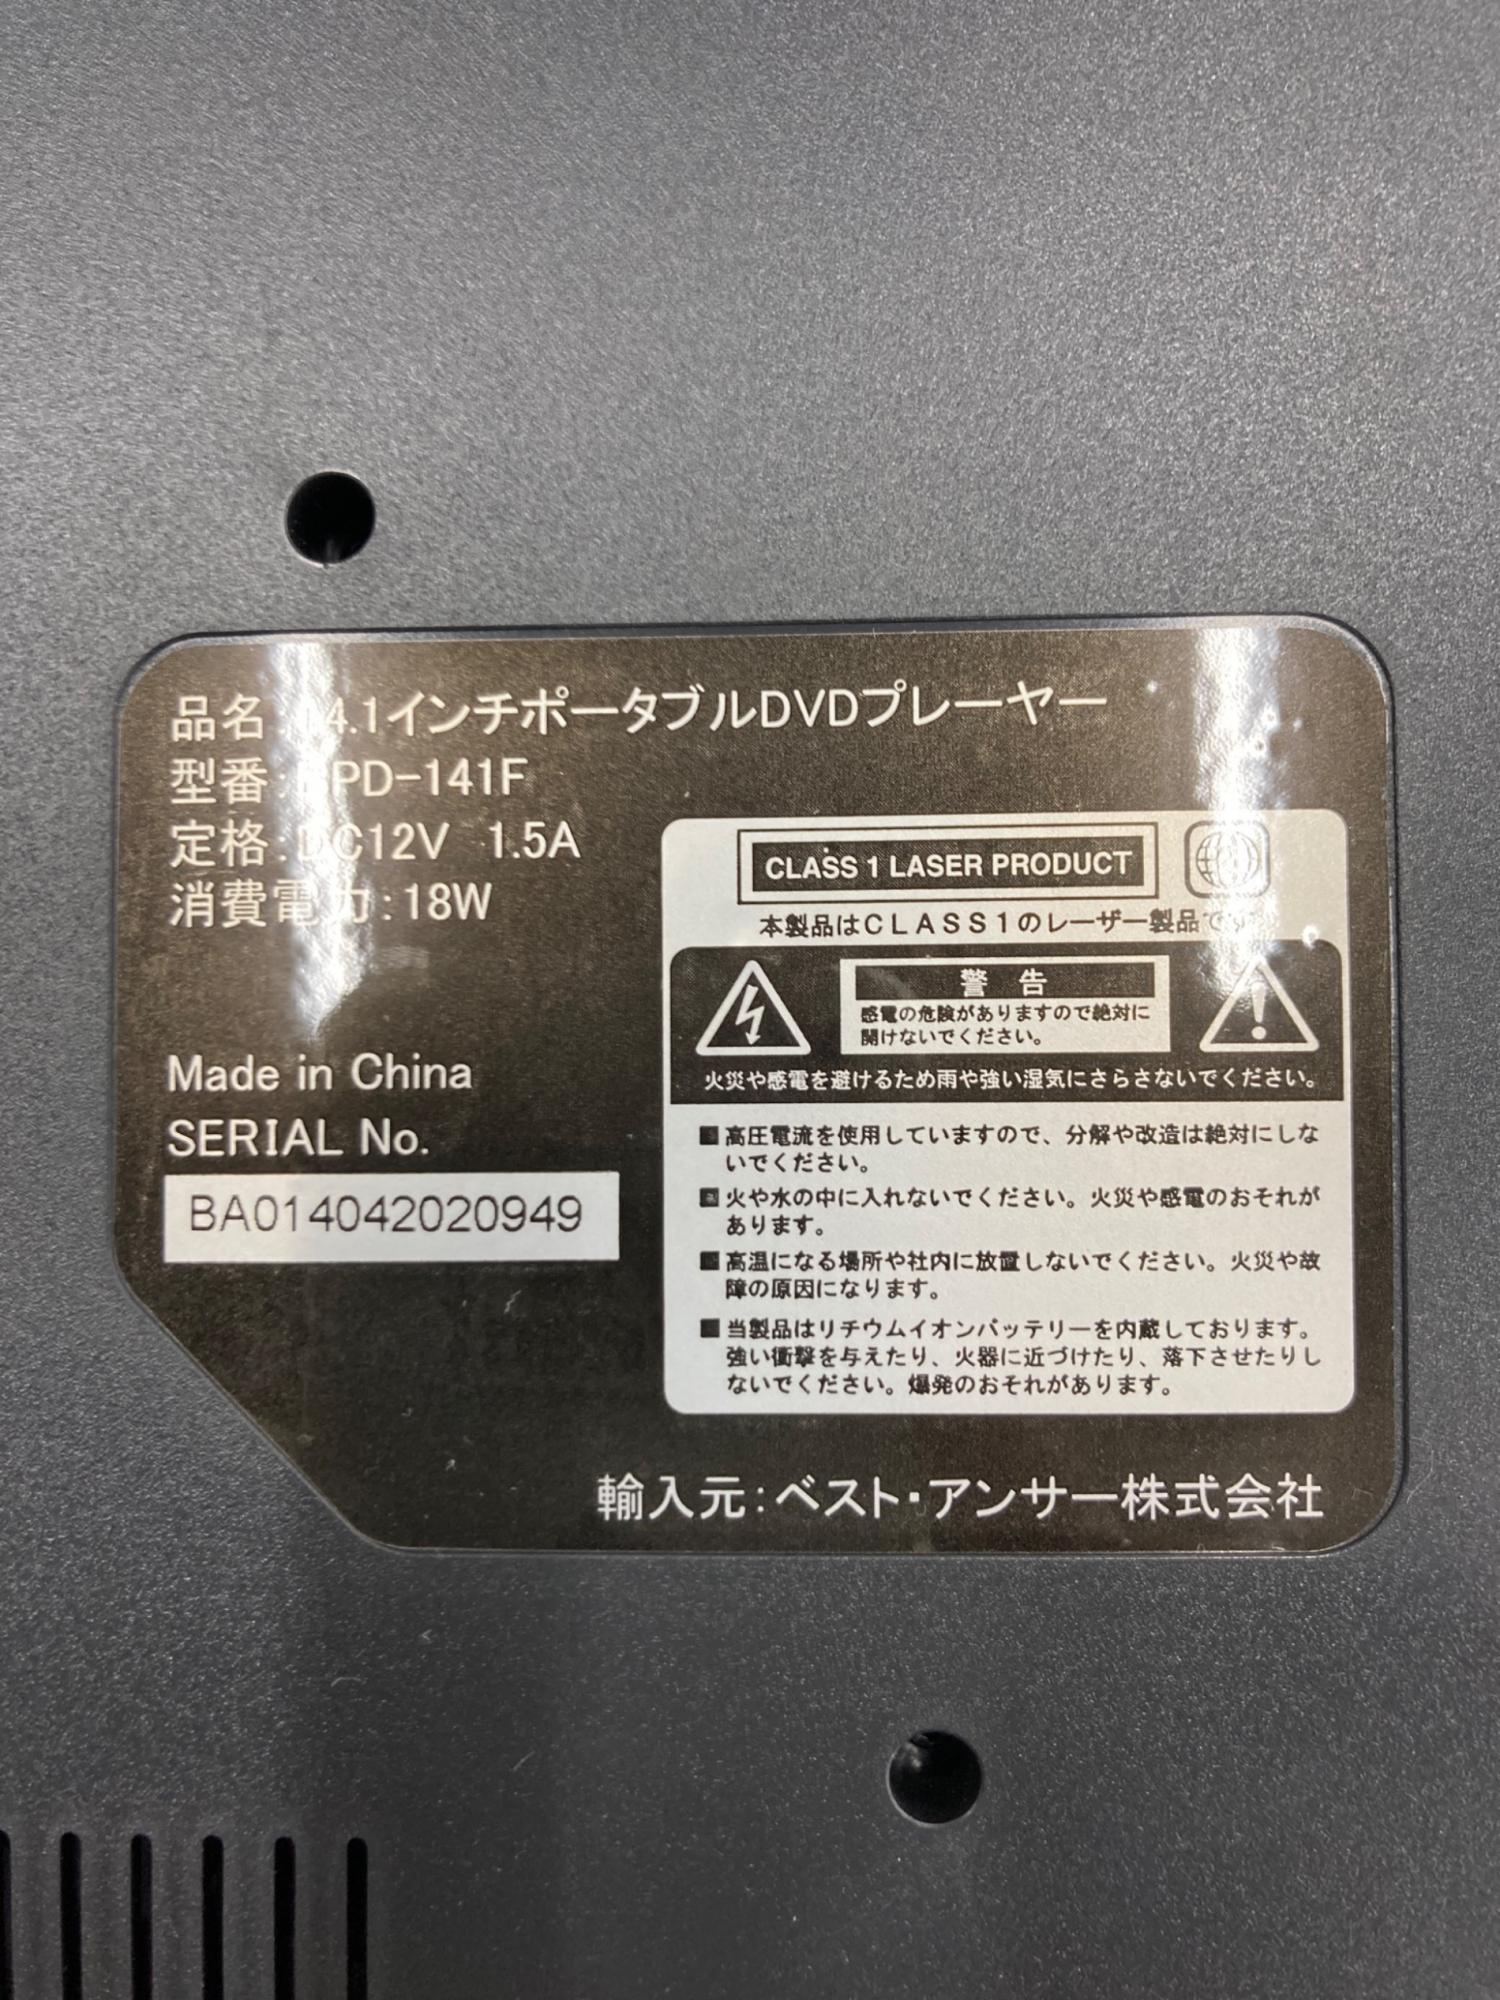 品名: 14.1インチポータブルDVDプレーヤー
型番: PD-141F
定格:DC12V 1.5A
消費電力:18W
Made in China
SERIAL No.
BA014042020949
CLASS 1 LASER PRODUCT
本製品はCLASS1のレーザー製品です
警告
感電の危険がありますので絶対に
開けないでください。
火災や感電を避けるため雨や強い湿気にさらさないでください。
■高圧電流を使用していますので、分解や改造は絶対にしな
いでください。
■火や水の中に入れないでください。火災や感電のおそれが
あります。
■高温になる場所や社内に放置しないでください。火災や故
障の原因になります。
■当製品はリチウムイオンバッテリーを内蔵しております。
強い衝撃を与えたり、火器に近づけたり、落下させたりし
ないでください。爆発のおそれがあります。
輸入元:ベスト・アンサー株式会社